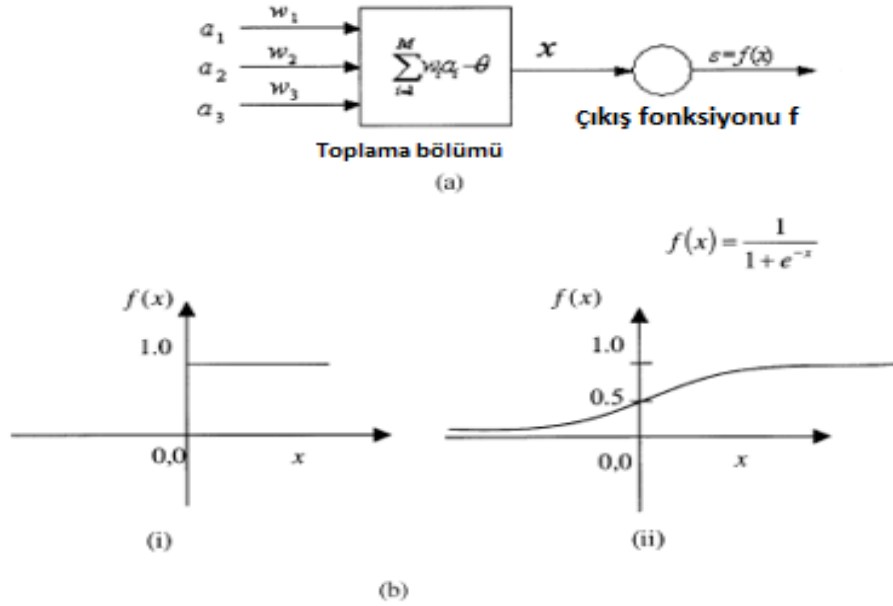 a₁ w₁
a₂ w₂
a₃ w₃
M
∑ wᵢaᵢ − θ
i=1
x
s=f(x)
Toplama bölümü
Çıkış fonksiyonu f
(a)
f(x) = 1 / (1 + e⁻ˣ)
f(x)
1.0
0,0
x
(i)
f(x)
1.0
0.5
0,0
x
(ii)
(b)